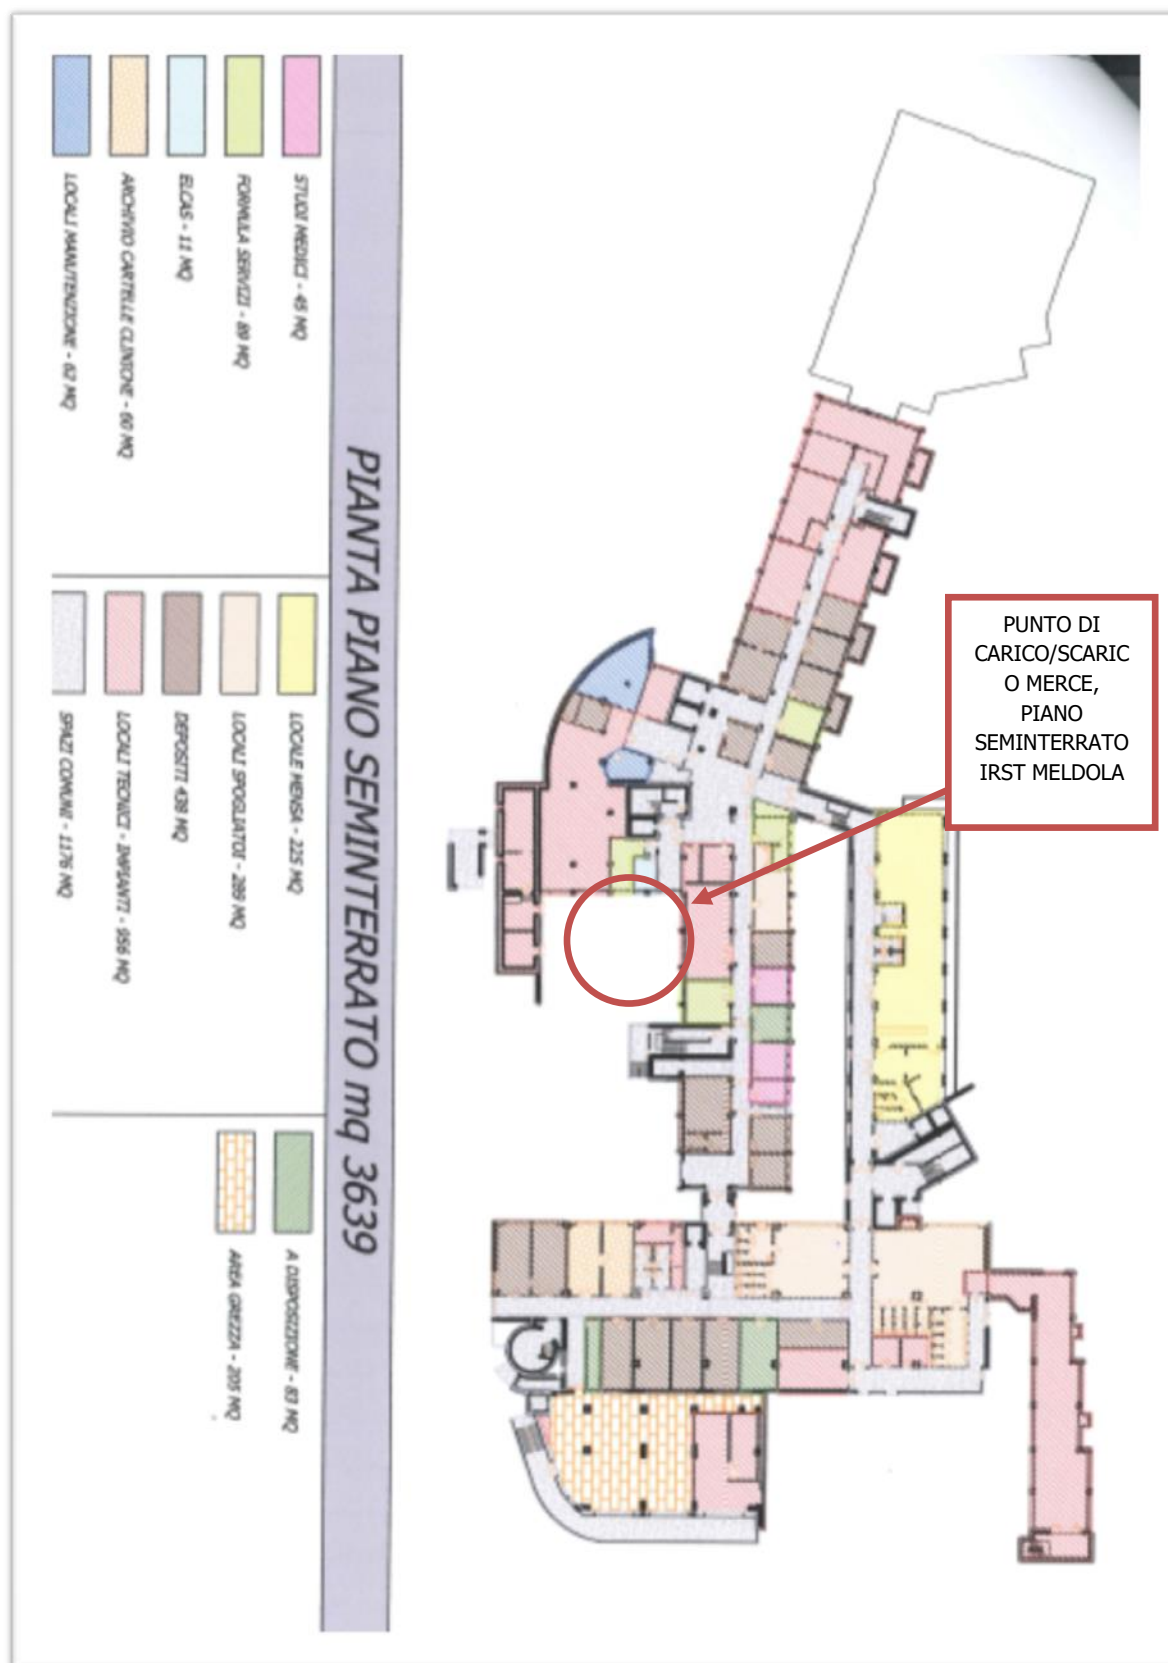 PUNTO DI
CARICO/SCARIC
O MERCE,
PIANO
SEMINTERRATO
IRST MELDOLA
PIANTA PIANO SEMINTERRATO mq 3639
STUDI MEDICI - 45 MQ
FORMULA SERVIZI - 89 MQ
ELCAS - 11 MQ
ARCHIVIO CARTELLE CLINICHE - 60 MQ
LOCALI MANUTENZIONE - 62 MQ
LOCALE MENSA - 225 MQ
LOCALI SPOGLIATOI - 289 MQ
DEPOSITI 438 MQ
LOCALI TECNICI - IMPIANTI - 956 MQ
SPAZI COMUNI - 1176 MQ
A DISPOSIZIONE - 83 MQ
AREA GREZZA - 205 MQ